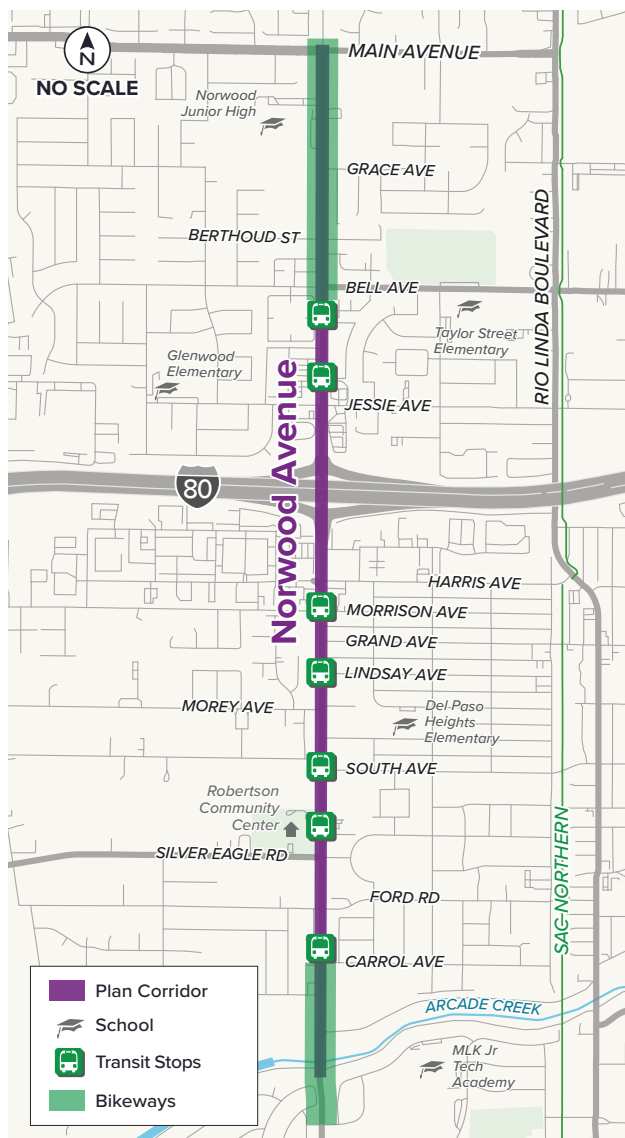 MAIN AVENUE
N
NO SCALE
Norwood
Junior High
GRACE AVE
RIO LINDA BOULEVARD
BERTHOUD ST
BELL AVE
Taylor Street
Elementary
Glenwood
Elementary
Norwood Avenue
JESSIE AVE
80
HARRIS AVE
MORRISON AVE
GRAND AVE
LINDSAY AVE
MOREY AVE
Del Paso
Heights
Elementary
SOUTH AVE
Robertson
Community
Center
SILVER EAGLE RD
SAC NORTHERN
FORD RD
CARROL AVE
ARCADE CREEK
MLK Jr
Tech
Academy
Plan Corridor
School
Transit Stops
Bikeways